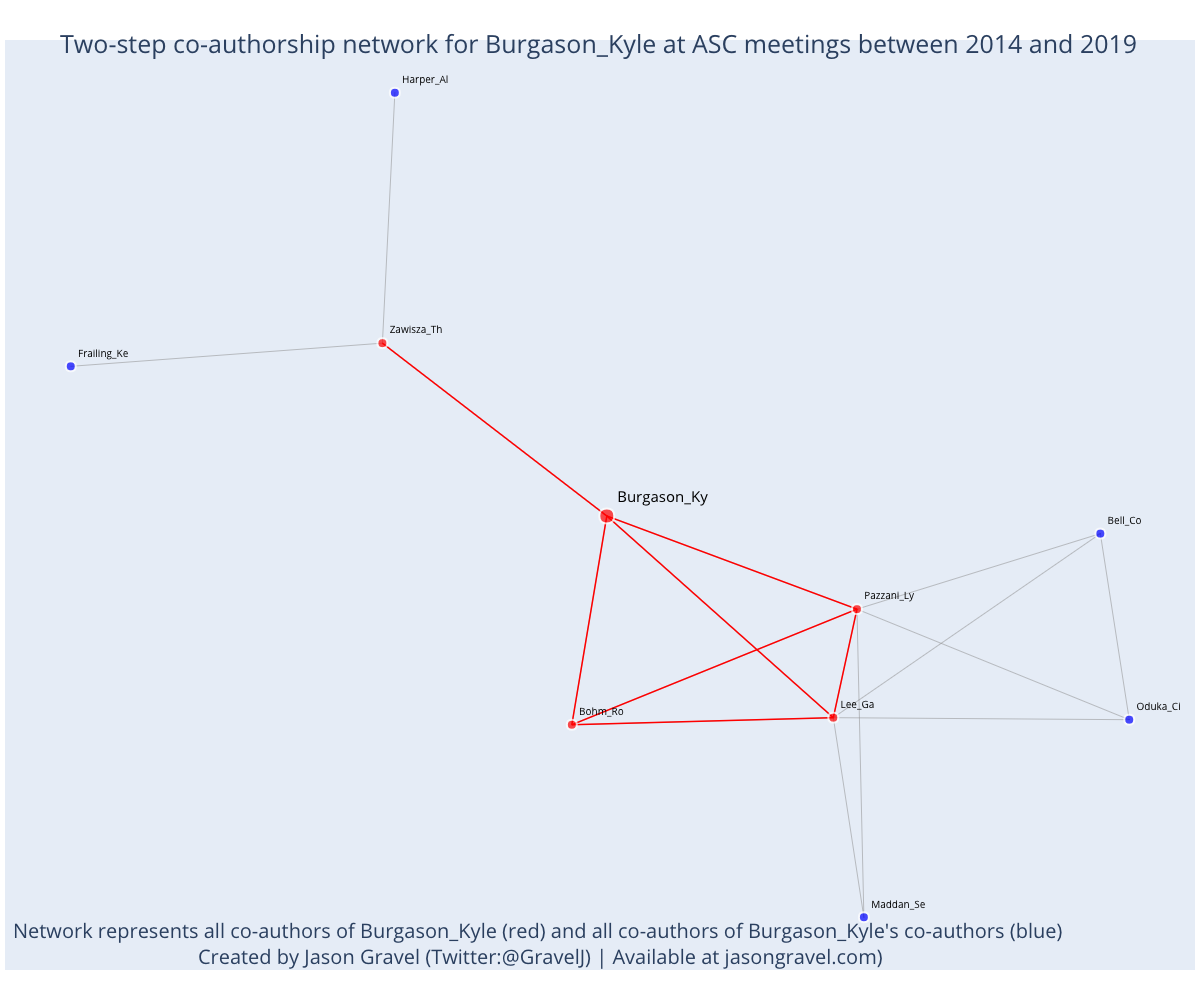 Two-step co-authorship network for Burgason_Kyle at ASC meetings between 2014 and 2019
Harper_Al
Zawisza_Th
Frailing_Ke
Burgason_Ky
Bell_Co
Pazzani_Ly
Lee_Ga
Oduka_Ci
Bohm_Ro
Maddan_Se
Network represents all co-authors of Burgason_Kyle (red) and all co-authors of Burgason_Kyle's co-authors (blue)
Created by Jason Gravel (Twitter:@GravelJ) | Available at jasongravel.com)